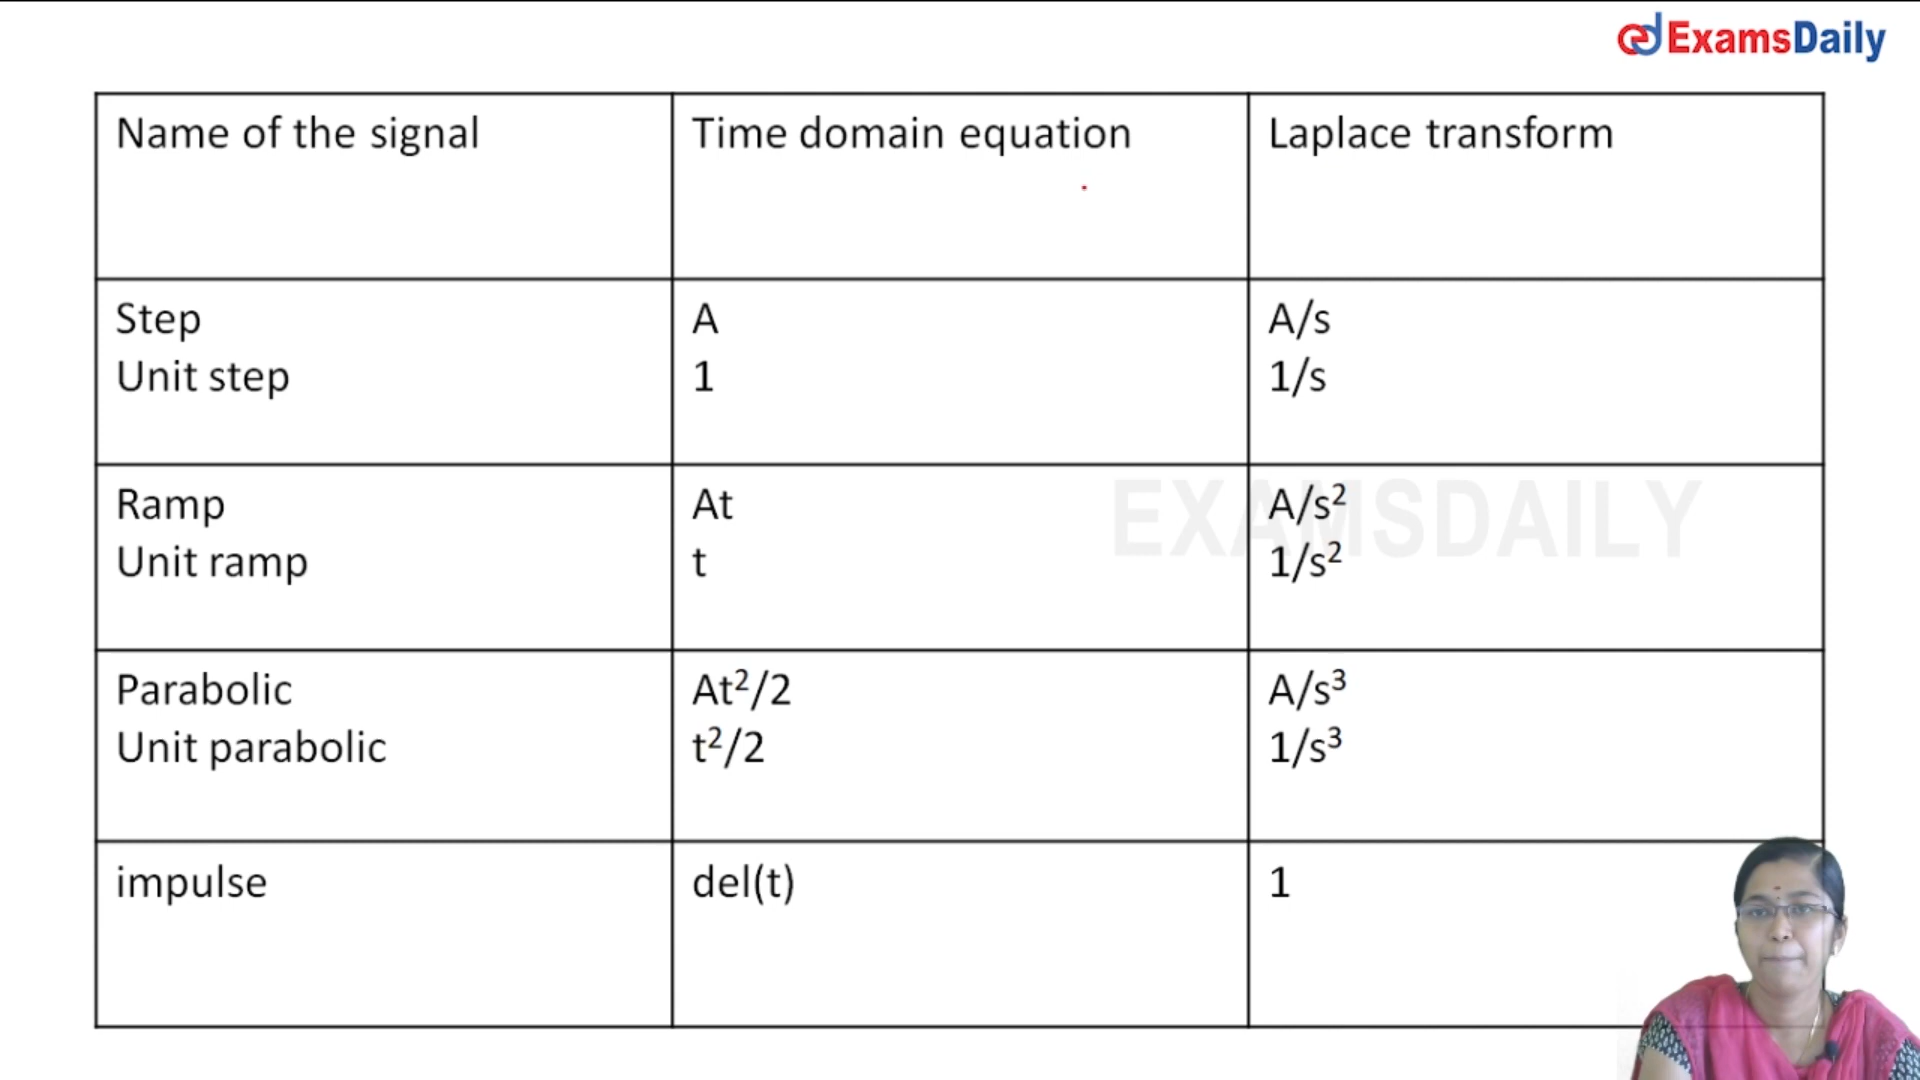 ExamsDaily
Name of the signal
Time domain equation
Laplace transform
Step
Unit step
A
1
A/s
1/s
Ramp
Unit ramp
At
t
A/s²
1/s²
EXAMSDAILY
Parabolic
Unit parabolic
At²/2
t²/2
A/s³
1/s³
impulse
del(t)
1